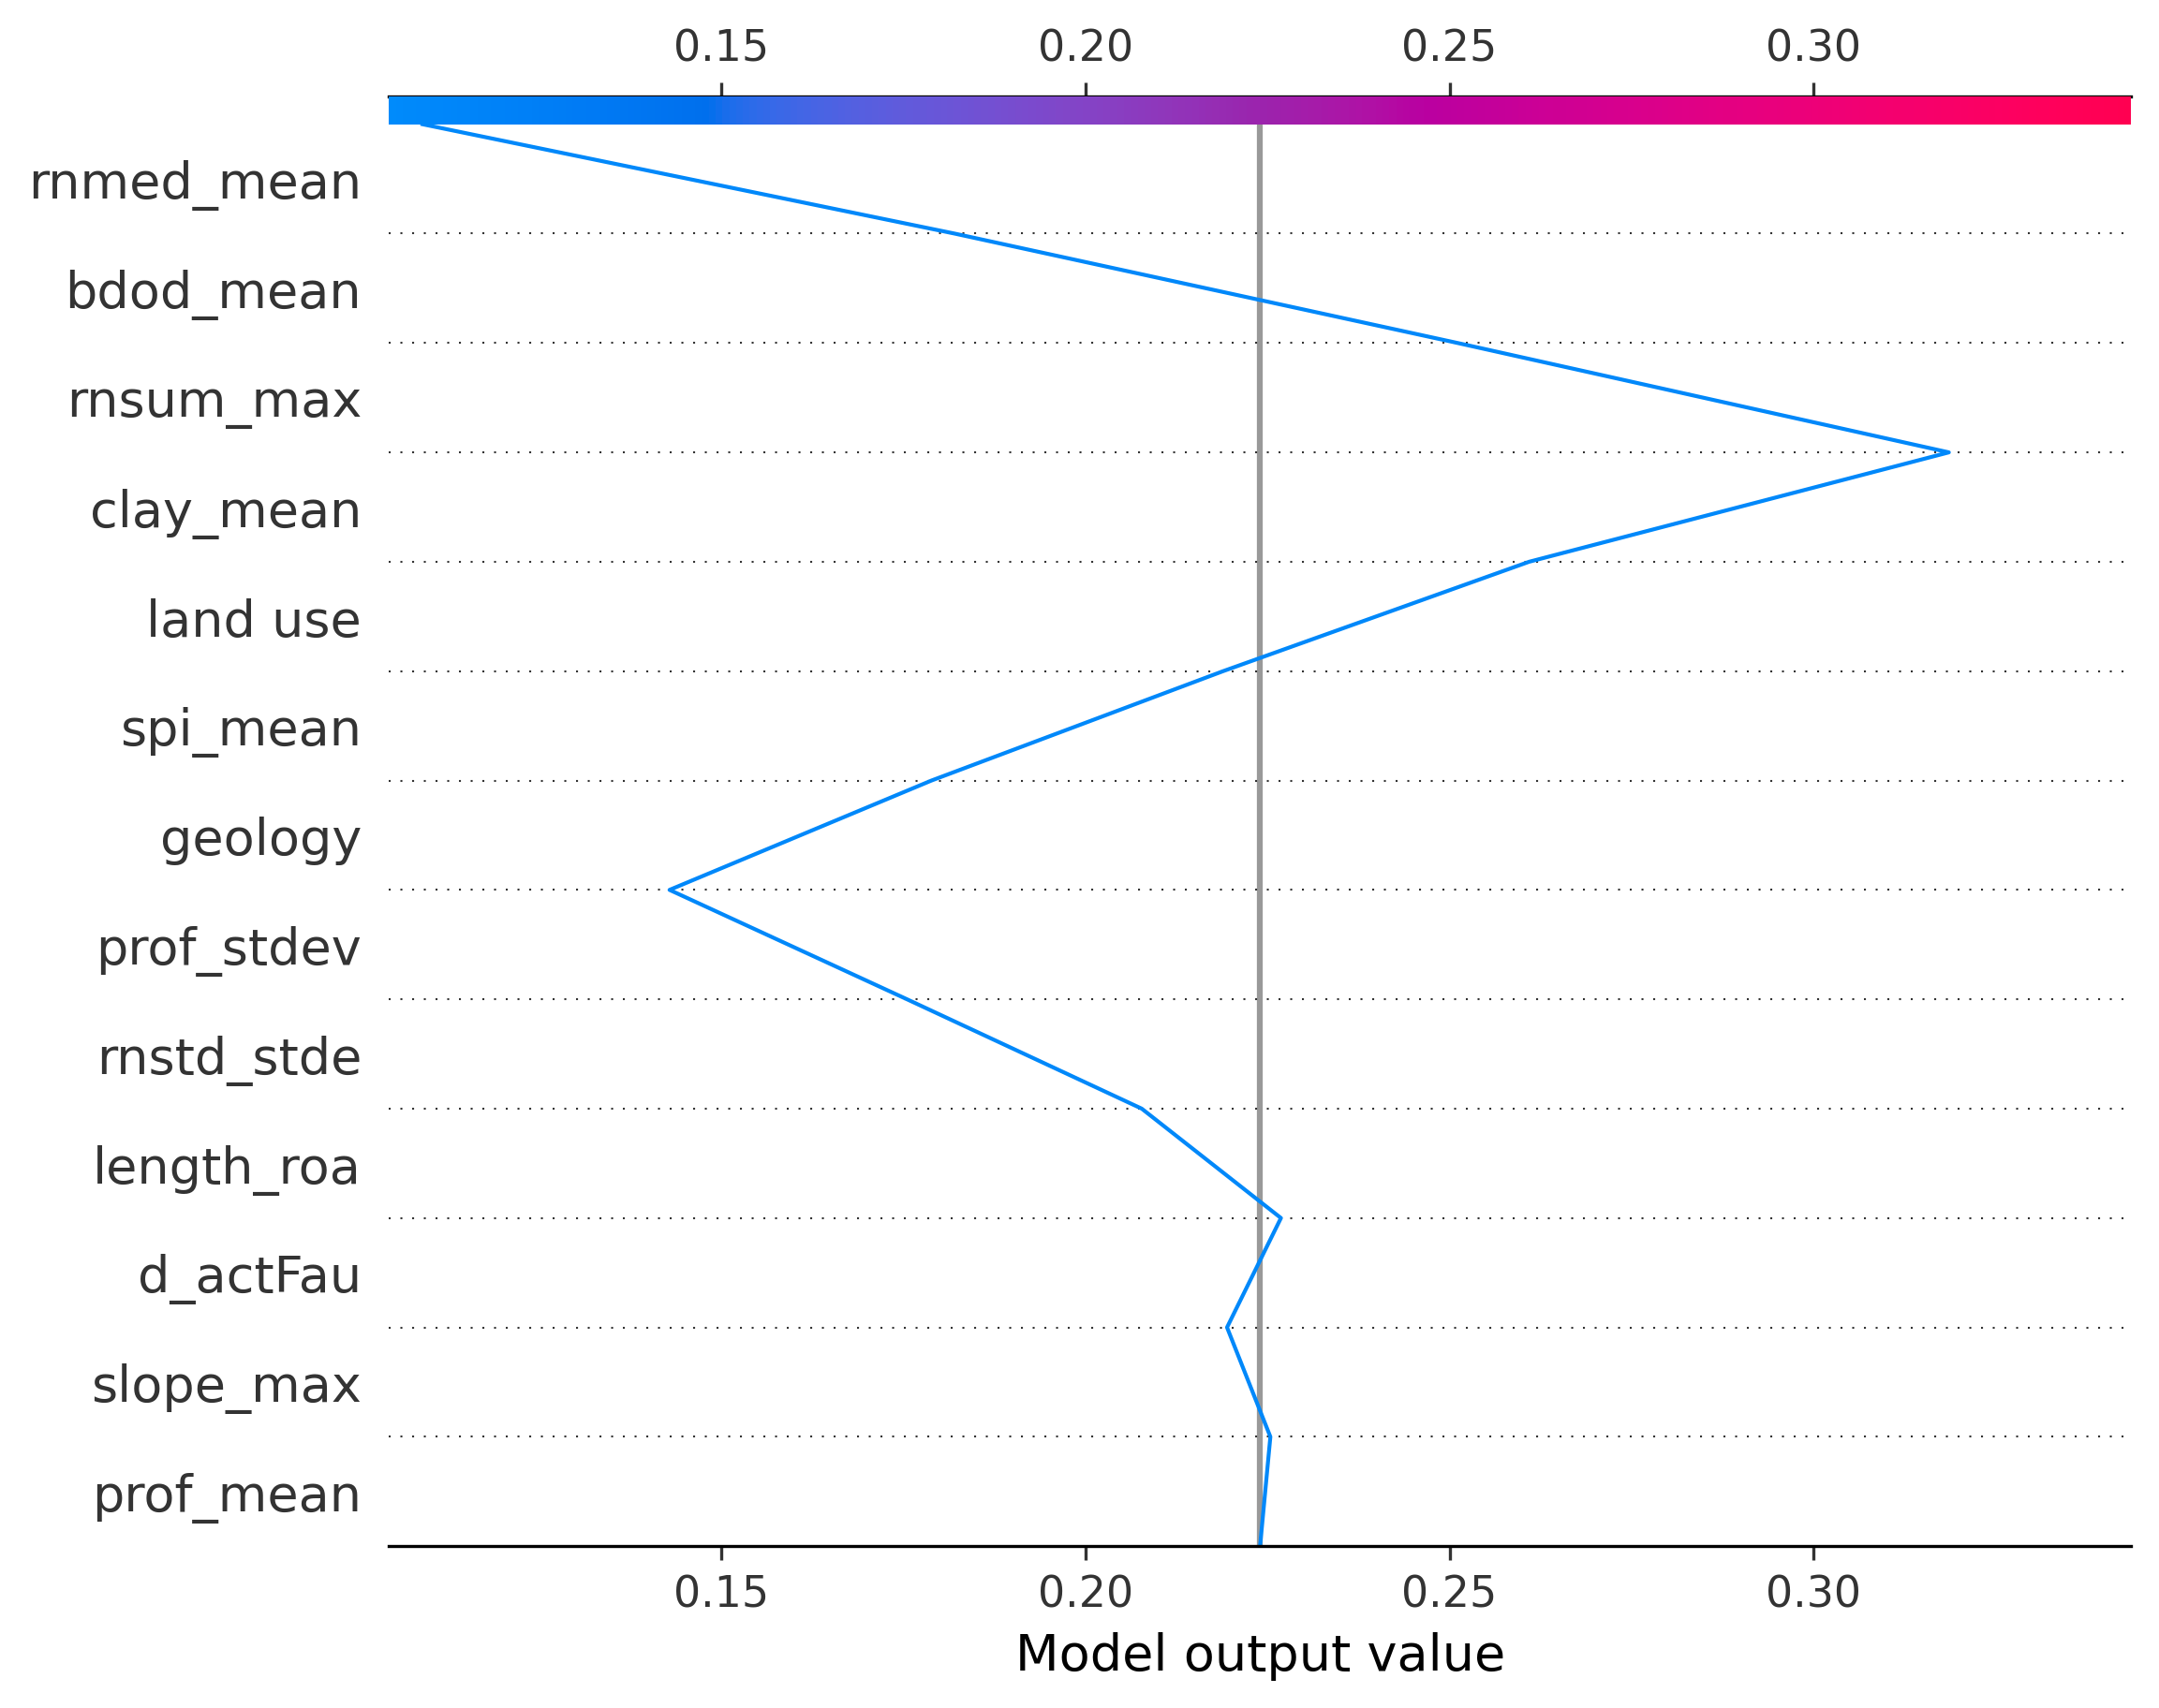 0.15 0.20 0.25 0.30
rnmed_mean
bdod_mean
rnsum_max
clay_mean
land use
spi_mean
geology
prof_stdev
rnstd_stde
length_roa
d_actFau
slope_max
prof_mean
0.15 0.20 0.25 0.30
Model output value